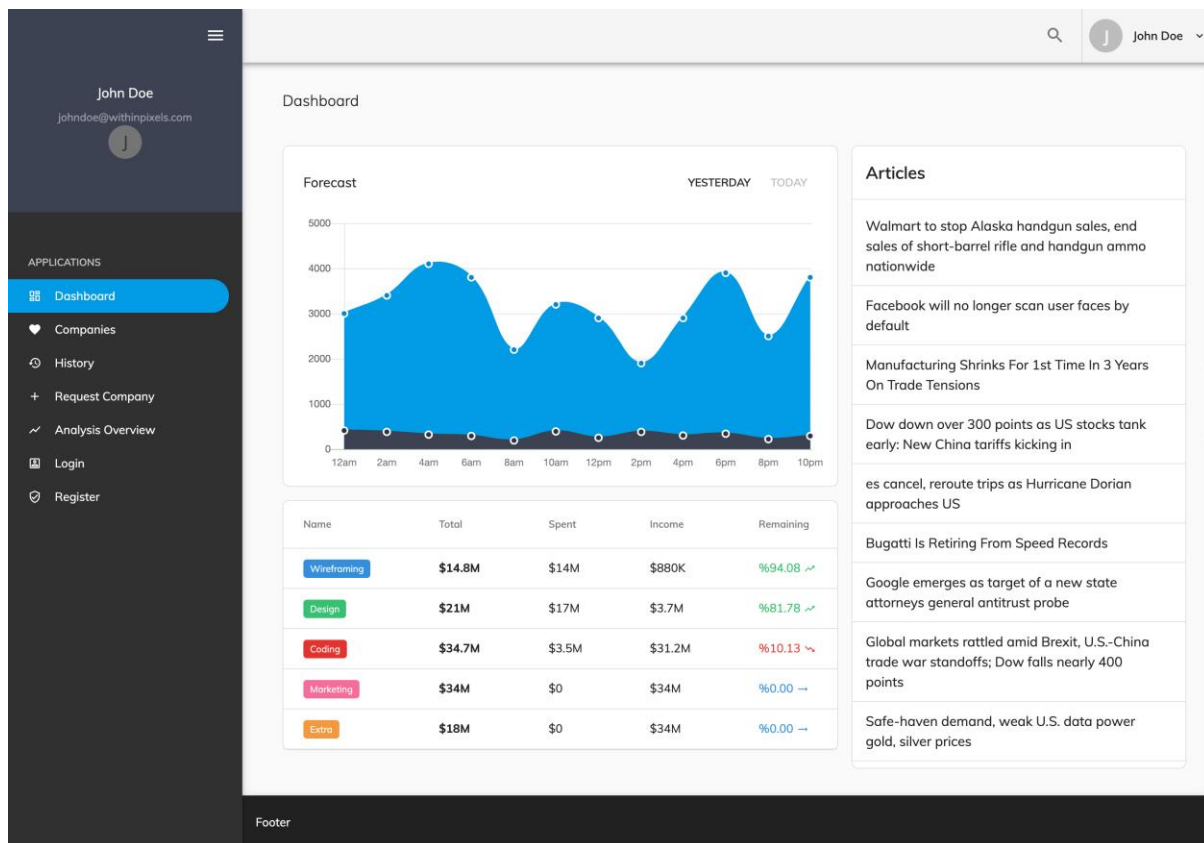 John Doe
johndoe@withinpixels.com
J
APPLICATIONS
Dashboard
Companies
History
Request Company
Analysis Overview
Login
Register
J
John Doe
Dashboard
Forecast
YESTERDAY TODAY
5000
4000
3000
2000
1000
0
12am 2am 4am 6am 8am 10am 12pm 2pm 4pm 6pm 8pm 10pm
Name Total Spent Income Remaining
Wireframing $14.8M $14M $880K %94.08
Design $21M $17M $3.7M %81.78
Coding $34.7M $3.5M $31.2M %10.13
Marketing $34M $0 $34M %0.00
Extra $18M $0 $34M %0.00
Articles
Walmart to stop Alaska handgun sales, end
sales of short-barrel rifle and handgun ammo
nationwide
Facebook will no longer scan user faces by
default
Manufacturing Shrinks For 1st Time In 3 Years
On Trade Tensions
Dow down over 300 points as US stocks tank
early: New China tariffs kicking in
es cancel, reroute trips as Hurricane Dorian
approaches US
Bugatti Is Retiring From Speed Records
Google emerges as target of a new state
attorneys general antitrust probe
Global markets rattled amid Brexit, U.S.-China
trade war standoffs; Dow falls nearly 400
points
Safe-haven demand, weak U.S. data power
gold, silver prices
Footer